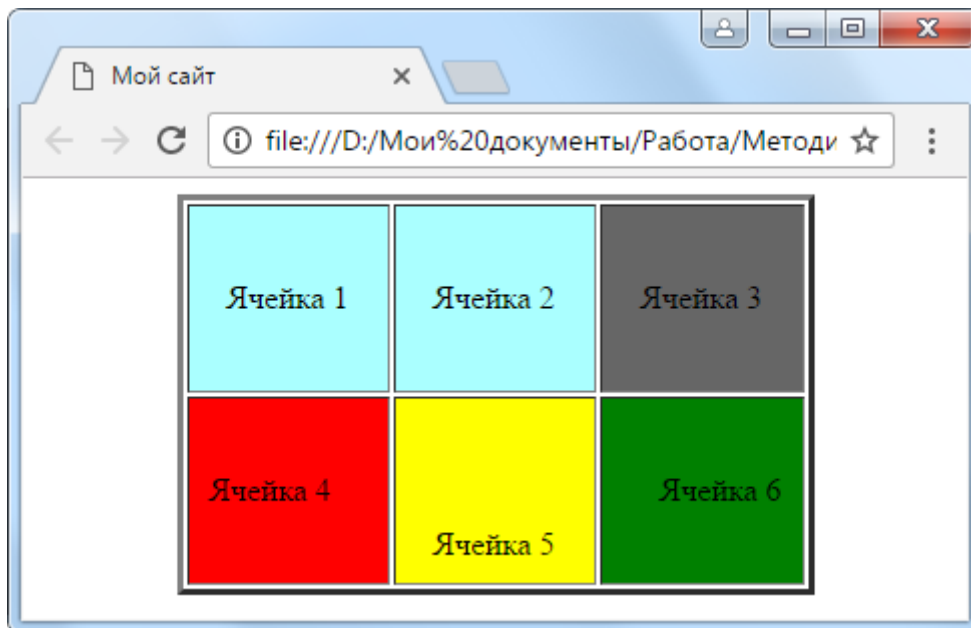 Мой сайт
file:///D:/Мои%20документы/Работа/Методи
Ячейка 1 Ячейка 2 Ячейка 3
Ячейка 4 Ячейка 5 Ячейка 6